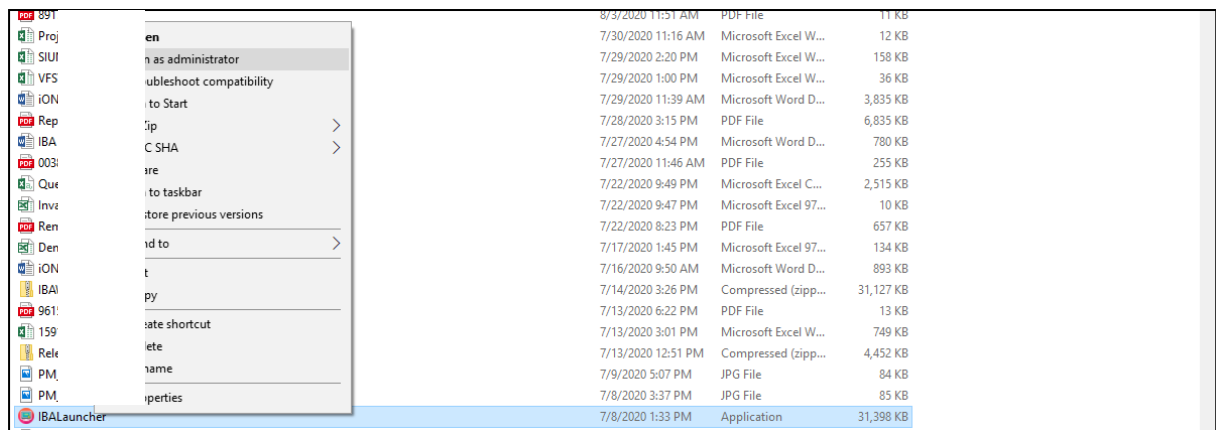 891 8/3/2020 11:51 AM PDF File 11 KB
Proj en 7/30/2020 11:16 AM Microsoft Excel W... 12 KB
n as administrator 7/29/2020 2:20 PM Microsoft Excel W... 158 KB
VFS oubleshoot compatibility 7/29/2020 1:00 PM Microsoft Excel W... 36 KB
iON to Start 7/29/2020 11:39 AM Microsoft Word D... 3,835 KB
Rep Zip 7/28/2020 3:15 PM PDF File 6,835 KB
IBA C SHA 7/27/2020 4:54 PM Microsoft Word D... 780 KB
003 are 7/27/2020 11:46 AM PDF File 255 KB
Que to taskbar 7/22/2020 9:49 PM Microsoft Excel C... 2,515 KB
Inva store previous versions 7/22/2020 9:47 PM Microsoft Excel 97... 10 KB
7/22/2020 8:23 PM PDF File 657 KB
nd to 7/17/2020 1:45 PM Microsoft Excel 97... 134 KB
iON t 7/16/2020 9:50 AM Microsoft Word D... 893 KB
IBA py 7/14/2020 3:26 PM Compressed (zipp... 31,127 KB
961 7/13/2020 6:22 PM PDF File 13 KB
159 eate shortcut 7/13/2020 3:01 PM Microsoft Excel W... 749 KB
Rele lete 7/13/2020 12:51 PM Compressed (zipp... 4,452 KB
PM_ name 7/9/2020 5:07 PM JPG File 84 KB
PM_ operties 7/8/2020 3:37 PM JPG File 85 KB
IBALauncher 7/8/2020 1:33 PM Application 31,398 KB